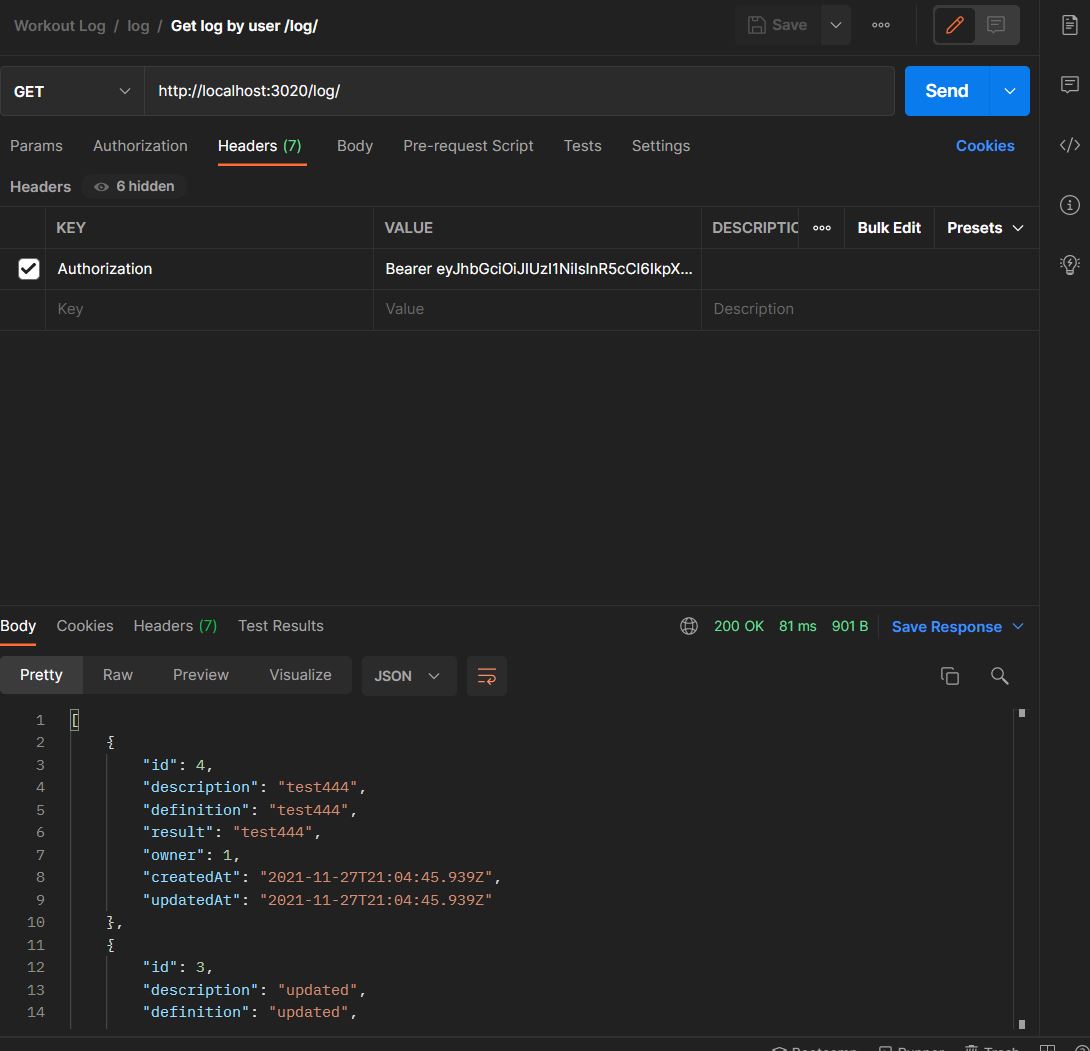 Workout Log / log / Get log by user /log/
Save
GET
http://localhost:3020/log/
Send
Params Authorization Headers (7) Body Pre-request Script Tests Settings Cookies
Headers 6 hidden
KEY VALUE DESCRIPTIC Bulk Edit Presets
Authorization Bearer eyJhbGciOiJIUzI1NiIsInR5cCI6IkpX...
Key Value Description
Body Cookies Headers (7) Test Results 200 OK 81 ms 901 B Save Response
Pretty Raw Preview Visualize JSON
1 [
2 {
3 "id": 4,
4 "description": "test444",
5 "definition": "test444",
6 "result": "test444",
7 "owner": 1,
8 "createdAt": "2021-11-27T21:04:45.939Z",
9 "updatedAt": "2021-11-27T21:04:45.939Z"
10 },
11 {
12 "id": 3,
13 "description": "updated",
14 "definition": "updated",
Bootcamp Runner Trash